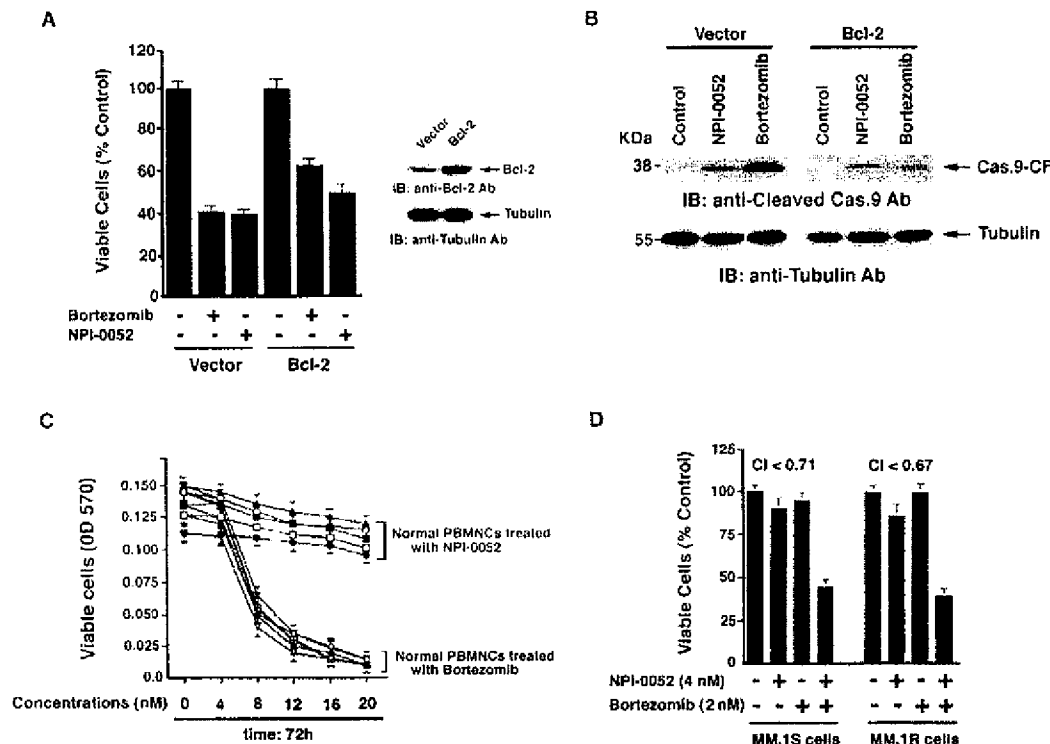 A
Viable Cells (% Control)
120
100
80
60
40
20
0
Bortezomib - + - - + -
NPI-0052 - - + - - +
Vector Bcl-2
Vector Bcl-2
Bcl-2
IB: anti-Bcl-2 Ab
Tubulin
IB: anti-Tubulin Ab
B
Vector Bcl-2
Control NPI-0052 Bortezomib Control NPI-0052 Bortezomib
KDa
38 Cas.9-CF
IB: anti-Cleaved Cas.9 Ab
55 Tubulin
IB: anti-Tubulin Ab
C
Viable cells (OD 570)
0.150
0.125
0.100
0.075
0.050
0.025
0.0
Normal PBMNCs treated
with NPI-0052
Normal PBMNCs treated
with Bortezomib
Concentrations (nM) 0 4 8 12 16 20
time: 72h
D
Viable Cells (% Control)
125
100
75
50
25
0
CI < 0.71 CI < 0.67
NPI-0052 (4 nM) - + - + - + - +
Bortezomib (2 nM) - - + + - - + +
MM.1S cells MM.1R cells